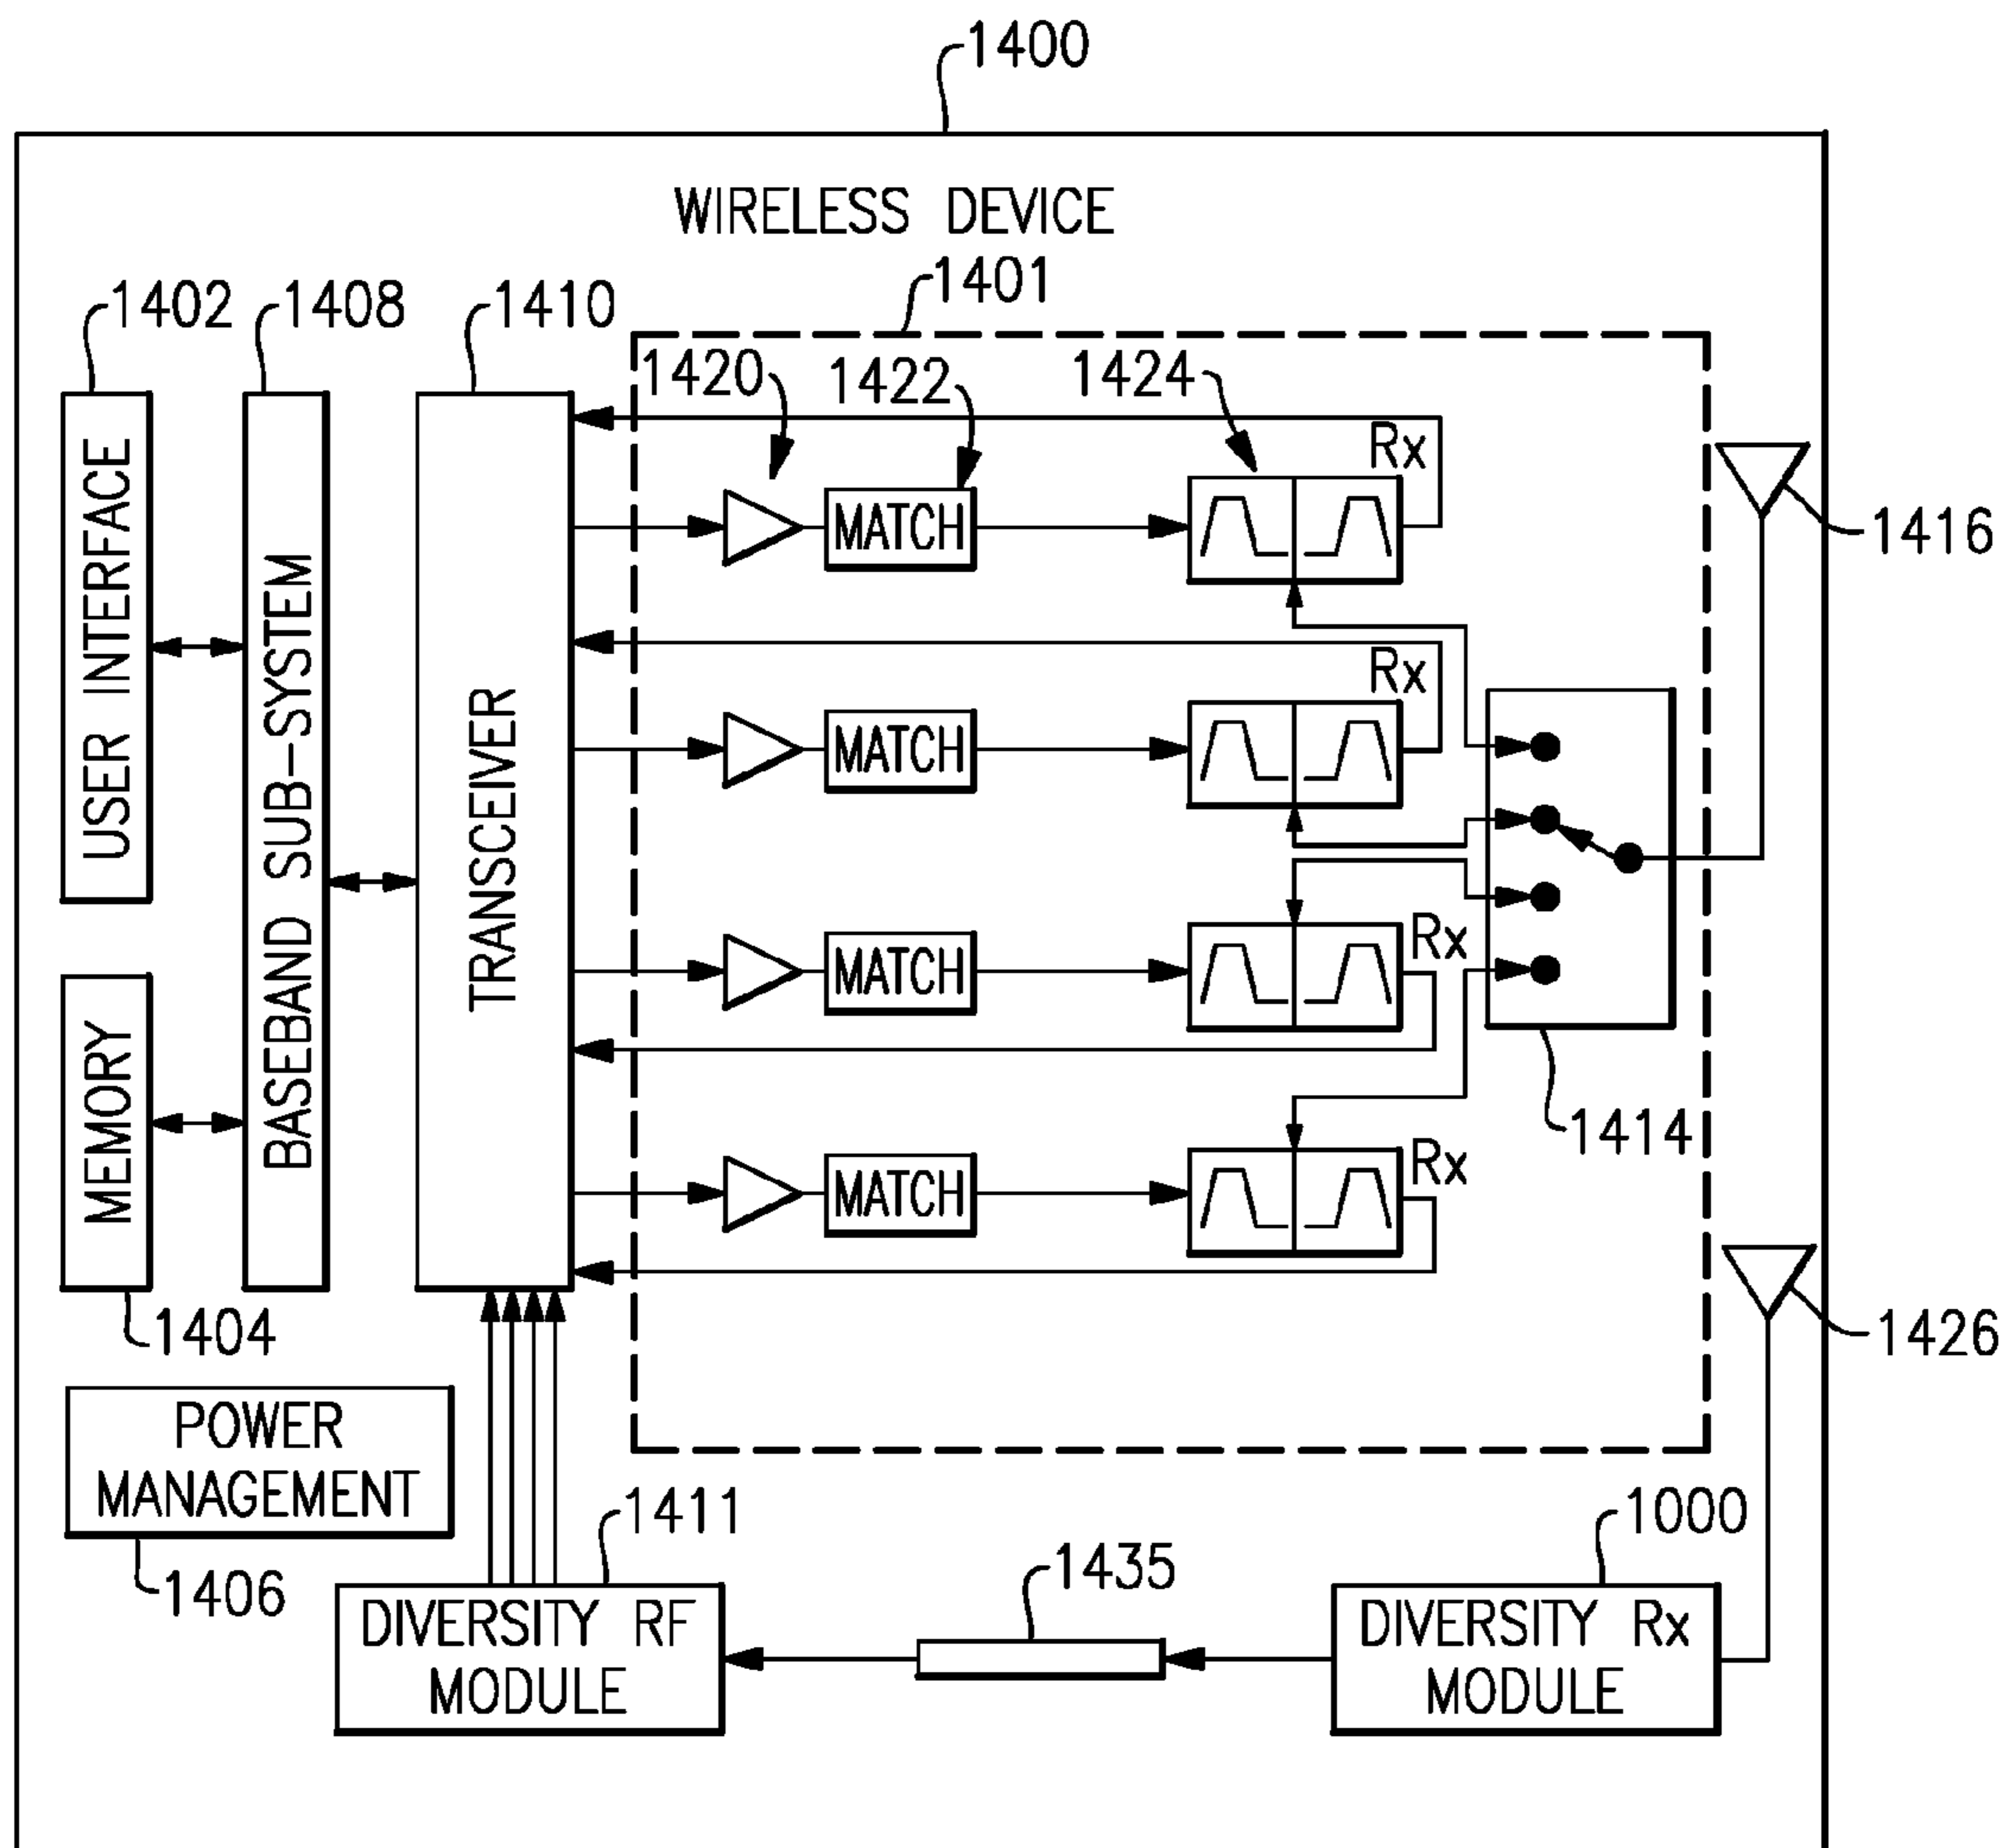 1400
WIRELESS DEVICE
1401
1402
1408
1410
1420
1422
1424
Rx
MATCH
1416
USER INTERFACE
BASEBAND SUB-SYSTEM
TRANSCEIVER
Rx
MATCH
Rx
MATCH
1414
MEMORY
Rx
MATCH
1404
1426
POWER
MANAGEMENT
1406
1411
1435
1000
DIVERSITY RF
MODULE
DIVERSITY Rx
MODULE